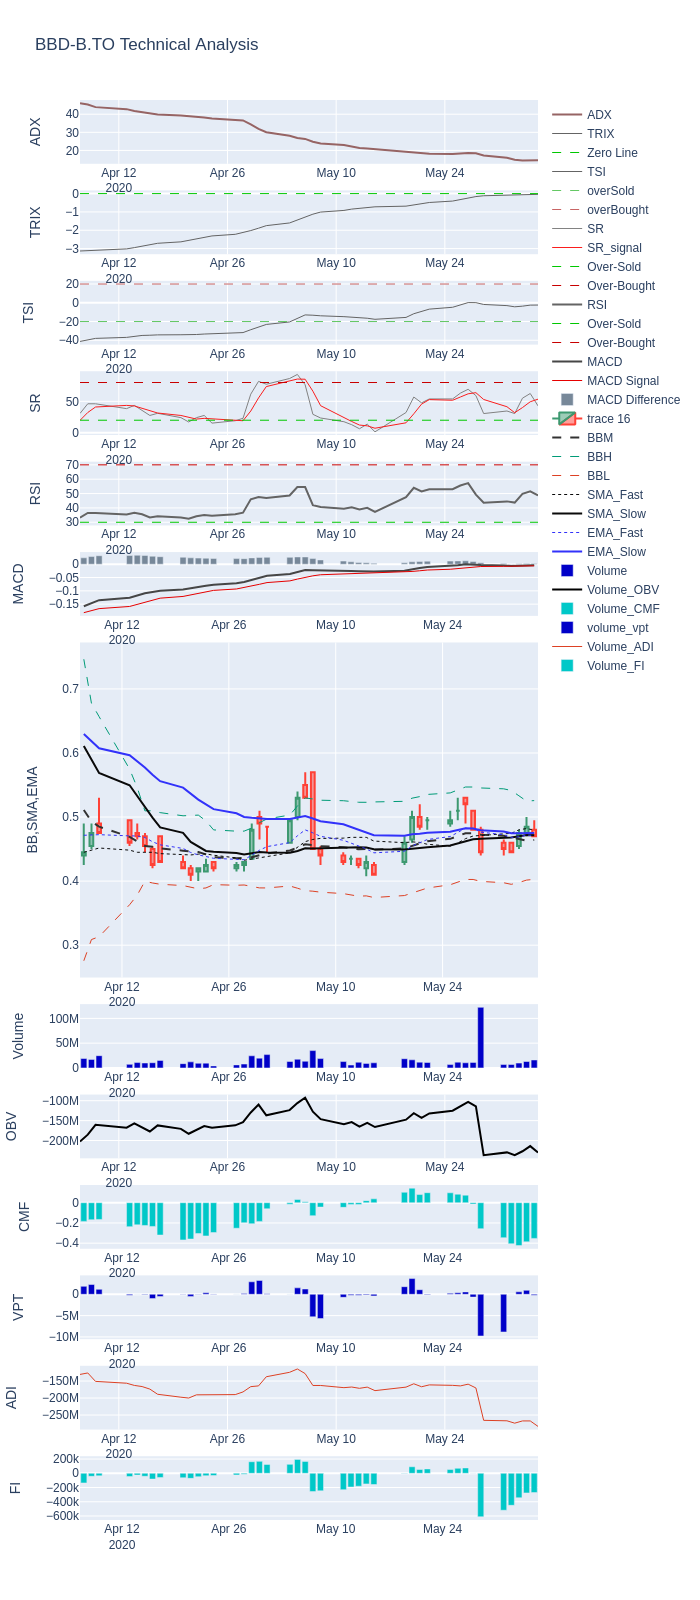 BBD-B.TO Technical Analysis
ADX
40
30
20
Apr 12
2020
Apr 26
May 10
May 24
TRIX
0
−1
−2
−3
Apr 12
2020
Apr 26
May 10
May 24
TSI
20
0
−20
−40
Apr 12
2020
Apr 26
May 10
May 24
SR
50
0
Apr 12
2020
Apr 26
May 10
May 24
RSI
70
60
50
40
30
Apr 12
2020
Apr 26
May 10
May 24
MACD
0
−0.05
−0.1
−0.15
Apr 12
2020
Apr 26
May 10
May 24
BB,SMA,EMA
0.7
0.6
0.5
0.4
0.3
Apr 12
2020
Apr 26
May 10
May 24
Volume
100M
50M
0
Apr 12
2020
Apr 26
May 10
May 24
OBV
−100M
−150M
−200M
Apr 12
2020
Apr 26
May 10
May 24
CMF
0
−0.2
−0.4
Apr 12
2020
Apr 26
May 10
May 24
VPT
0
−5M
−10M
Apr 12
2020
Apr 26
May 10
May 24
ADI
−150M
−200M
−250M
Apr 12
2020
Apr 26
May 10
May 24
FI
200k
0
−200k
−400k
−600k
Apr 12
2020
Apr 26
May 10
May 24
ADX
TRIX
Zero Line
TSI
overSold
overBought
SR
SR_signal
Over-Sold
Over-Bought
RSI
Over-Sold
Over-Bought
MACD
MACD Signal
MACD Difference
trace 16
BBM
BBH
BBL
SMA_Fast
SMA_Slow
EMA_Fast
EMA_Slow
Volume
Volume_OBV
Volume_CMF
volume_vpt
Volume_ADI
Volume_FI